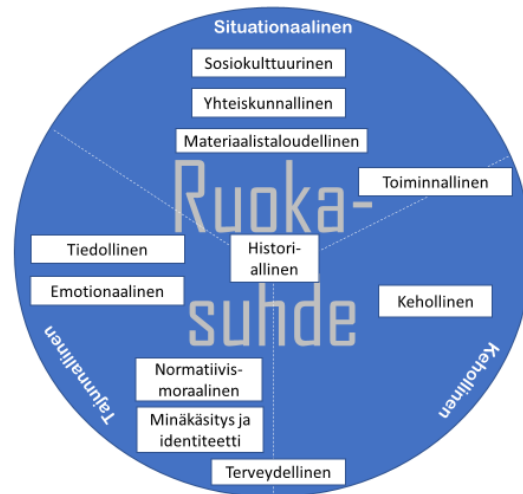 Situationaalinen
Sosiokulttuurinen
Yhteiskunnallinen
Materiaalistaloudellinen
Toiminnallinen
Ruoka-
suhde
Histori-
allinen
Tiedollinen
Emotionaalinen
Kehollinen
Normatiivis-
moraalinen
Minäkäsitys ja
identiteetti
Terveydellinen
Tajunnallinen
Kehollinen